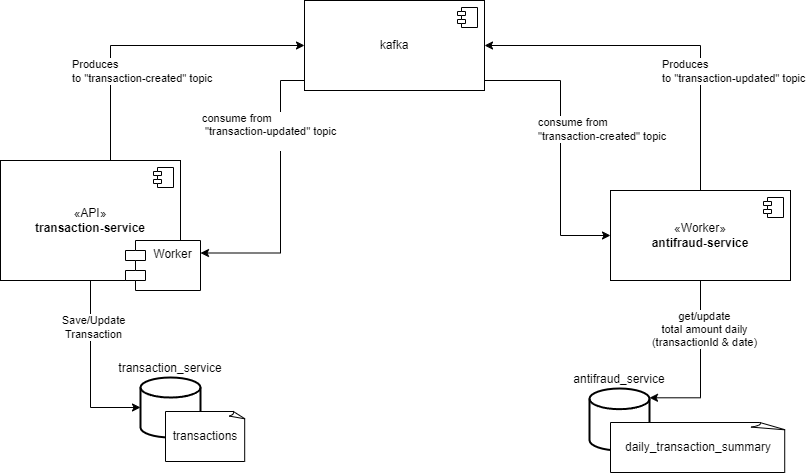 kafka
Produces
to "transaction-created" topic
Produces
to "transaction-updated" topic
consume from
"transaction-updated" topic
consume from
"transaction-created" topic
«API»
transaction-service
Worker
«Worker»
antifraud-service
Save/Update
Transaction
get/update
total amount daily
(transactionId & date)
transaction_service
transactions
antifraud_service
daily_transaction_summary